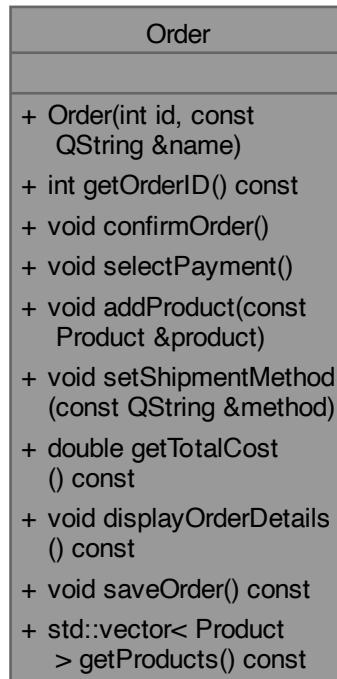 Order
+ Order(int id, const
QString &name)
+ int getOrderID() const
+ void confirmOrder()
+ void selectPayment()
+ void addProduct(const
Product &product)
+ void setShipmentMethod
(const QString &method)
+ double getTotalCost
() const
+ void displayOrderDetails
() const
+ void saveOrder() const
+ std::vector< Product
> getProducts() const